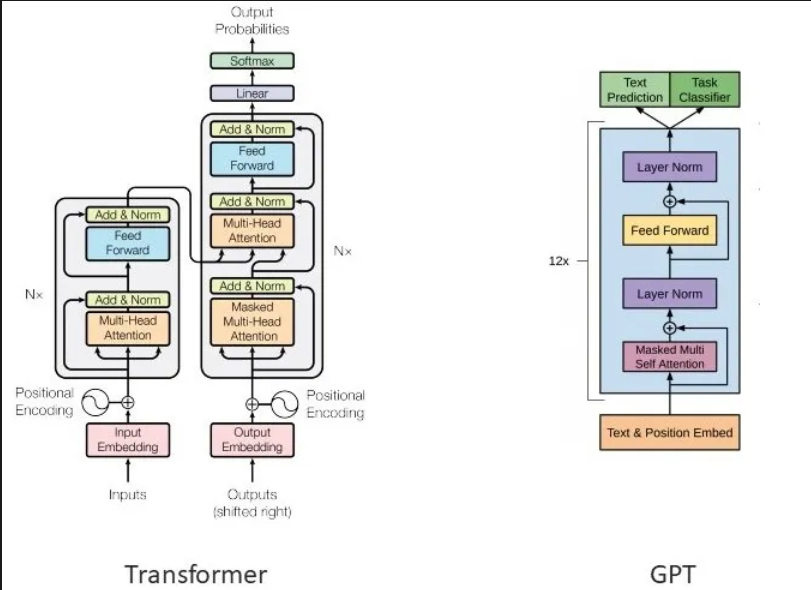 Output
Probabilities
Softmax
Linear
Add & Norm
Feed
Forward
Add & Norm
Multi-Head
Attention
Add & Norm
Masked
Multi-Head
Attention
Nx
Add & Norm
Feed
Forward
Add & Norm
Multi-Head
Attention
Nx
Positional
Encoding
Positional
Encoding
Input
Embedding
Output
Embedding
Inputs
Outputs
(shifted right)
Transformer
Text
Prediction
Task
Classifier
Layer Norm
Feed Forward
12x
Layer Norm
Masked Multi
Self Attention
Text & Position Embed
GPT